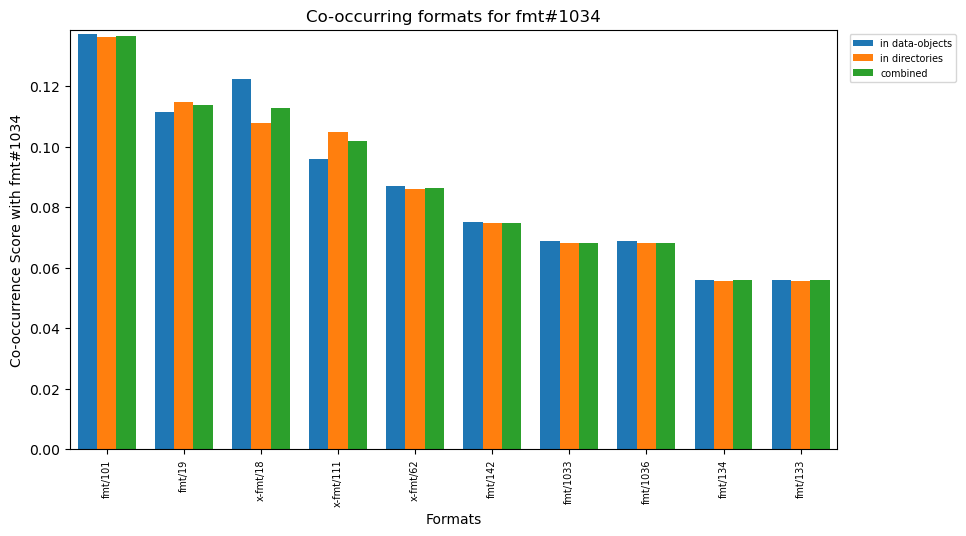 Co-occurring formats for fmt#1034
in data-objects
in directories
combined
Co-occurrence Score with fmt#1034
0.12
0.10
0.08
0.06
0.04
0.02
0.00
fmt/101
fmt/19
x-fmt/18
x-fmt/111
x-fmt/62
fmt/142
fmt/1033
fmt/1036
fmt/134
fmt/133
Formats